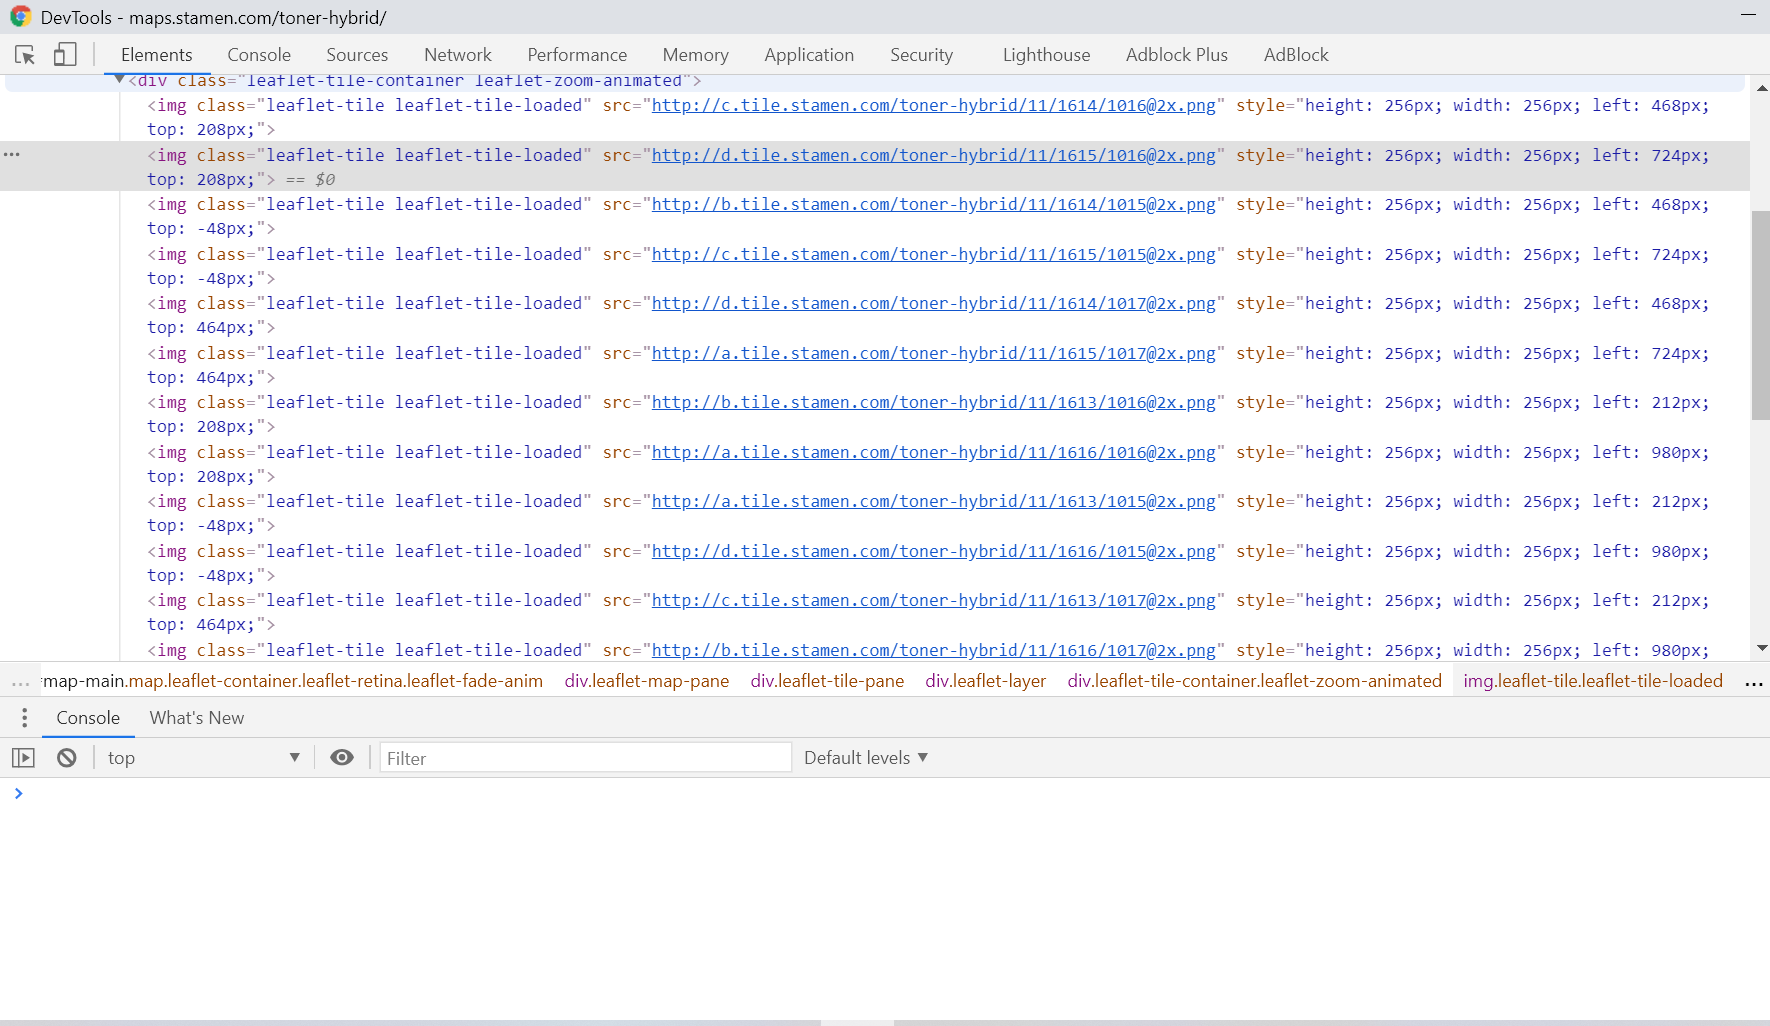 DevTools - maps.stamen.com/toner-hybrid/
Elements Console Sources Network Performance Memory Application Security Lighthouse Adblock Plus AdBlock
▼<div class="leaflet-tile-container leaflet-zoom-animated">
<img class="leaflet-tile leaflet-tile-loaded" src="http://c.tile.stamen.com/toner-hybrid/11/1614/1016@2x.png" style="height: 256px; width: 256px; left: 468px;
top: 208px;">
… <img class="leaflet-tile leaflet-tile-loaded" src="http://d.tile.stamen.com/toner-hybrid/11/1615/1016@2x.png" style="height: 256px; width: 256px; left: 724px;
top: 208px;"> == $0
<img class="leaflet-tile leaflet-tile-loaded" src="http://b.tile.stamen.com/toner-hybrid/11/1614/1015@2x.png" style="height: 256px; width: 256px; left: 468px;
top: -48px;">
<img class="leaflet-tile leaflet-tile-loaded" src="http://c.tile.stamen.com/toner-hybrid/11/1615/1015@2x.png" style="height: 256px; width: 256px; left: 724px;
top: -48px;">
<img class="leaflet-tile leaflet-tile-loaded" src="http://d.tile.stamen.com/toner-hybrid/11/1614/1017@2x.png" style="height: 256px; width: 256px; left: 468px;
top: 464px;">
<img class="leaflet-tile leaflet-tile-loaded" src="http://a.tile.stamen.com/toner-hybrid/11/1615/1017@2x.png" style="height: 256px; width: 256px; left: 724px;
top: 464px;">
<img class="leaflet-tile leaflet-tile-loaded" src="http://b.tile.stamen.com/toner-hybrid/11/1613/1016@2x.png" style="height: 256px; width: 256px; left: 212px;
top: 208px;">
<img class="leaflet-tile leaflet-tile-loaded" src="http://a.tile.stamen.com/toner-hybrid/11/1616/1016@2x.png" style="height: 256px; width: 256px; left: 980px;
top: 208px;">
<img class="leaflet-tile leaflet-tile-loaded" src="http://a.tile.stamen.com/toner-hybrid/11/1613/1015@2x.png" style="height: 256px; width: 256px; left: 212px;
top: -48px;">
<img class="leaflet-tile leaflet-tile-loaded" src="http://d.tile.stamen.com/toner-hybrid/11/1616/1015@2x.png" style="height: 256px; width: 256px; left: 980px;
top: -48px;">
<img class="leaflet-tile leaflet-tile-loaded" src="http://c.tile.stamen.com/toner-hybrid/11/1613/1017@2x.png" style="height: 256px; width: 256px; left: 212px;
top: 464px;">
<img class="leaflet-tile leaflet-tile-loaded" src="http://b.tile.stamen.com/toner-hybrid/11/1616/1017@2x.png" style="height: 256px; width: 256px; left: 980px;
… map-main.map.leaflet-container.leaflet-retina.leaflet-fade-anim div.leaflet-map-pane div.leaflet-tile-pane div.leaflet-layer div.leaflet-tile-container.leaflet-zoom-animated img.leaflet-tile.leaflet-tile-loaded …
Console What's New
top ▼ Filter Default levels ▼
>